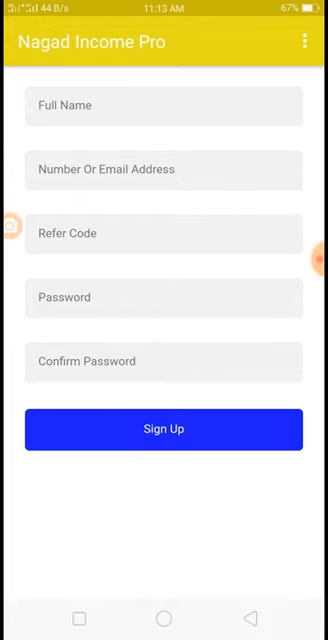 44 B/s 11:13 AM 67%
Nagad Income Pro
Full Name
Number Or Email Address
Refer Code
Password
Confirm Password
Sign Up